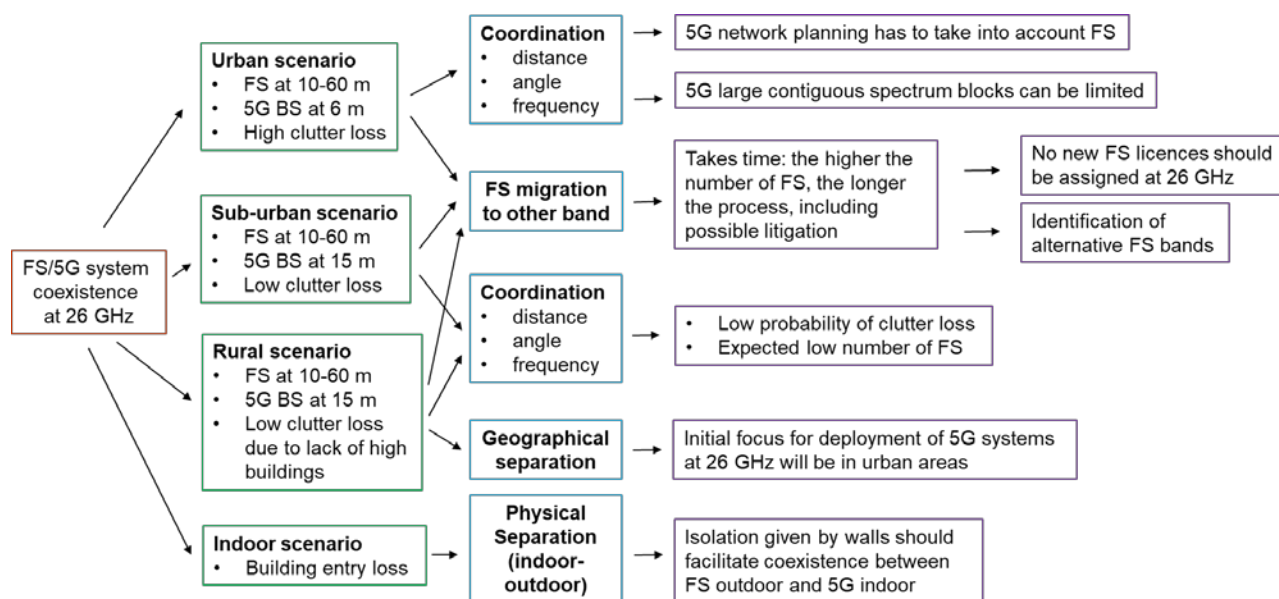 FS/5G system
coexistence
at 26 GHz
Urban scenario
• FS at 10-60 m
• 5G BS at 6 m
• High clutter loss
Sub-urban scenario
• FS at 10-60 m
• 5G BS at 15 m
• Low clutter loss
Rural scenario
• FS at 10-60 m
• 5G BS at 15 m
• Low clutter loss
due to lack of high
buildings
Indoor scenario
• Building entry loss
Coordination
• distance
• angle
• frequency
FS migration
to other band
Coordination
• distance
• angle
• frequency
Geographical
separation
Physical
Separation
(indoor-
outdoor)
5G network planning has to take into account FS
5G large contiguous spectrum blocks can be limited
Takes time: the higher the
number of FS, the longer
the process, including
possible litigation
No new FS licences should
be assigned at 26 GHz
Identification of
alternative FS bands
• Low probability of clutter loss
• Expected low number of FS
Initial focus for deployment of 5G systems
at 26 GHz will be in urban areas
Isolation given by walls should
facilitate coexistence between
FS outdoor and 5G indoor